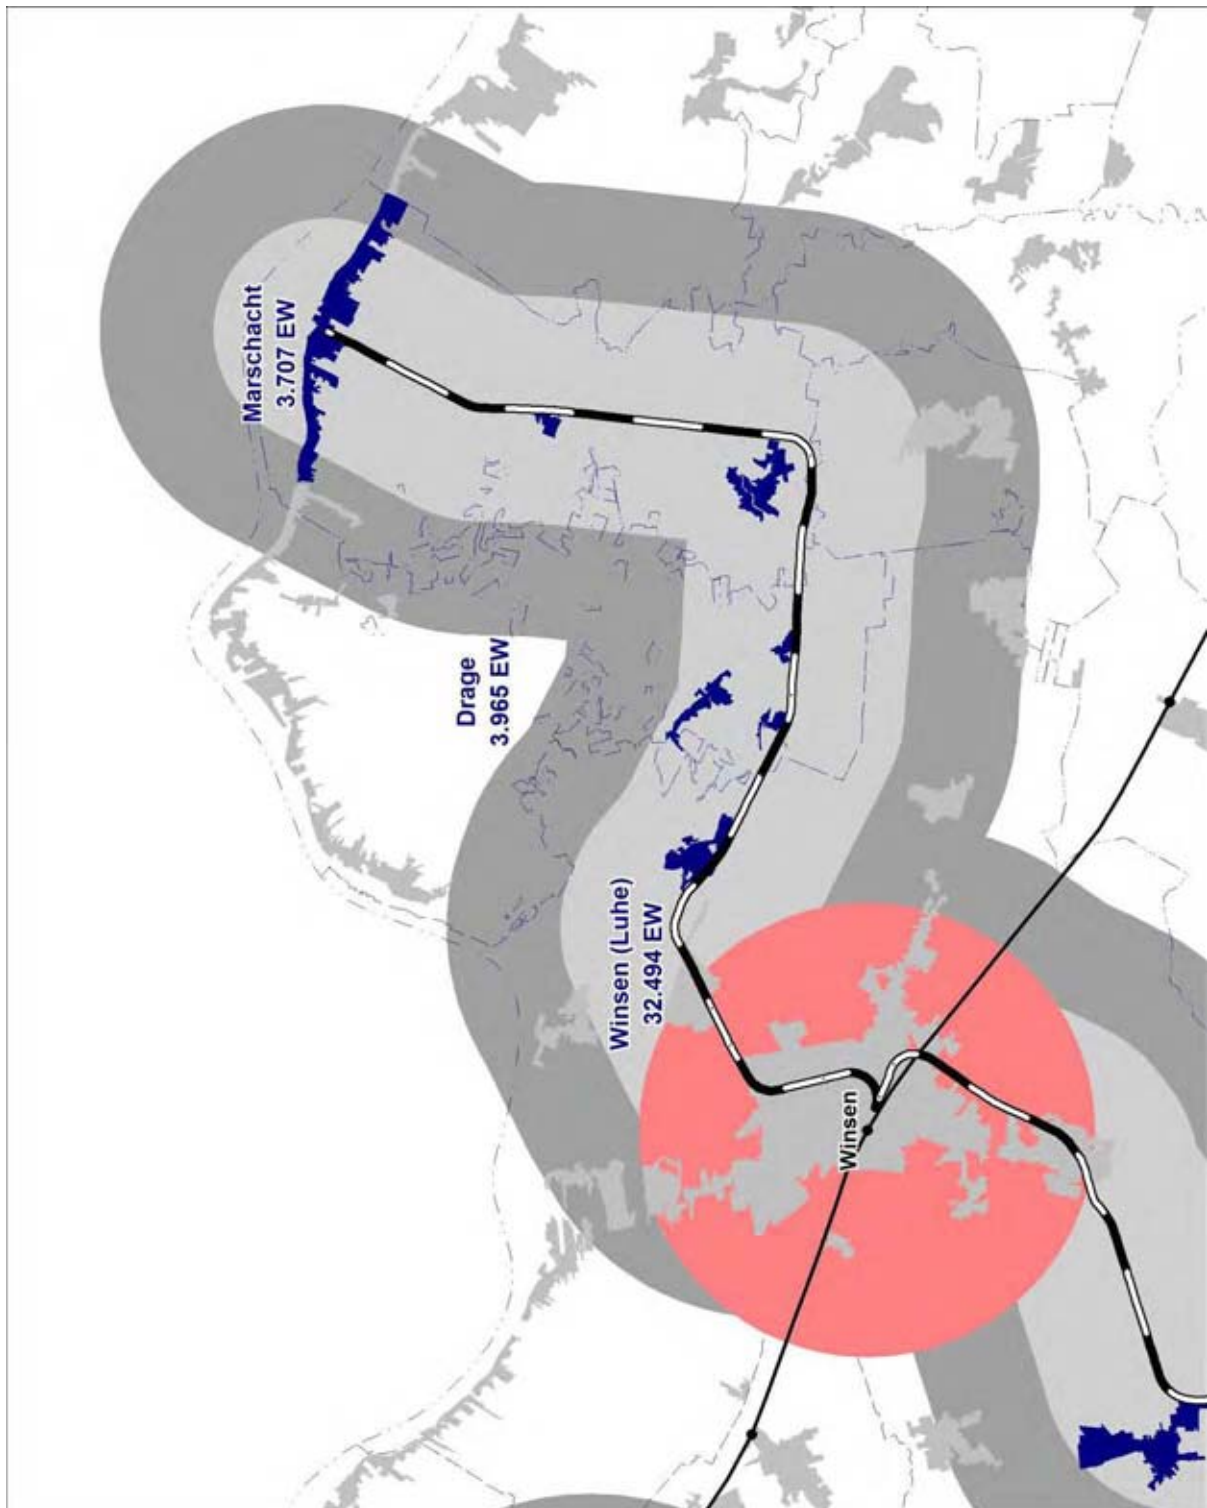 Marschacht
3.707 EW
Drage
3.965 EW
Winsen (Luhe)
32.494 EW
Winsen